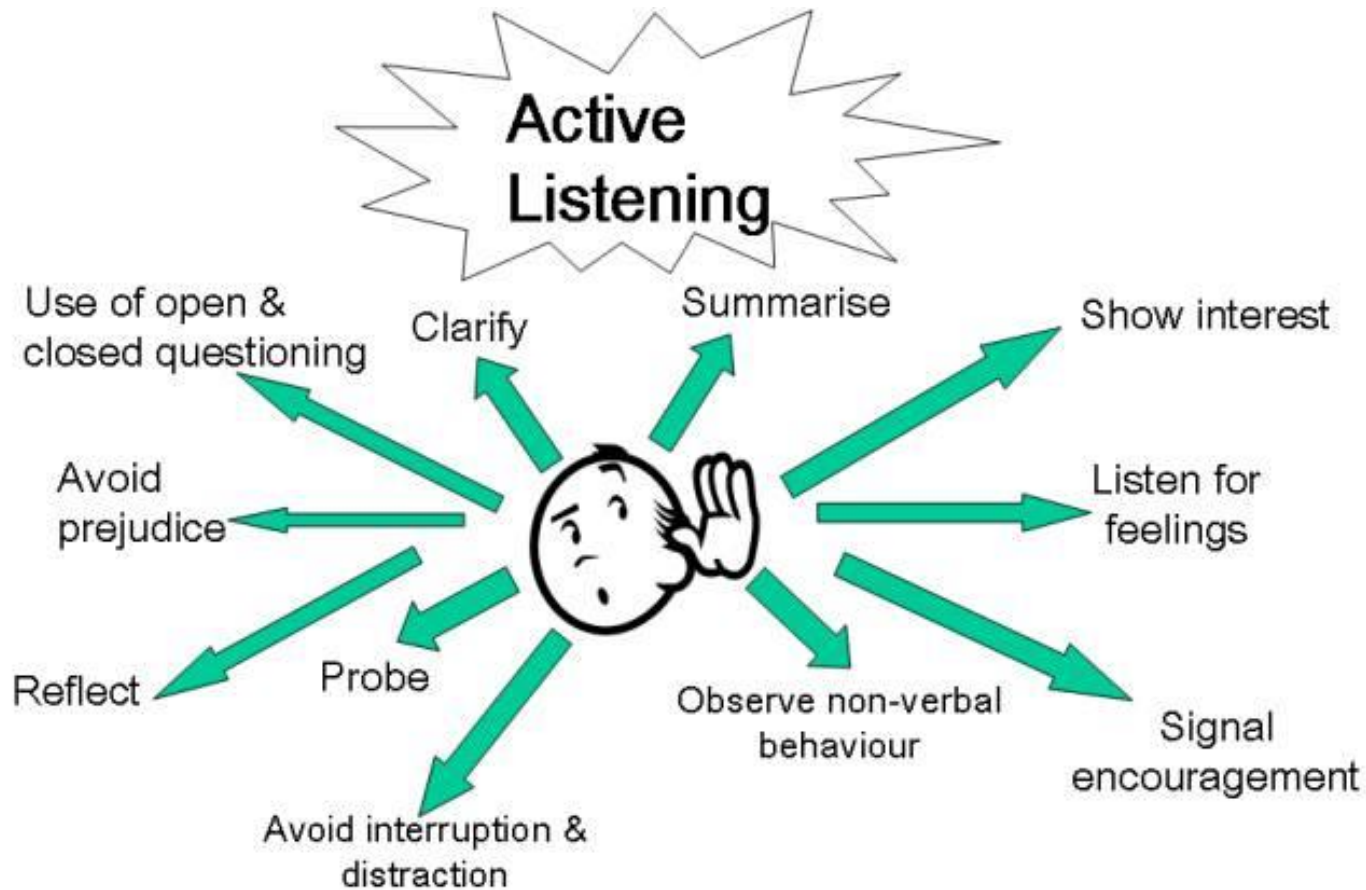 Active
Listening
Use of open &
closed questioning
Clarify
Summarise
Show interest
Avoid
prejudice
Listen for
feelings
Reflect
Probe
Observe non-verbal
behaviour
Signal
encouragement
Avoid interruption &
distraction